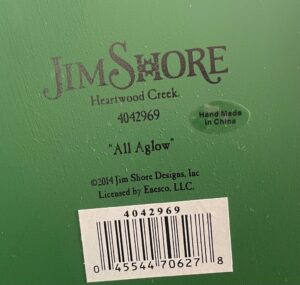 JIM SHORE
Heartwood Creek.
4042969
Hand Made
in China
"All Aglow"
©2014 Jim Shore Designs, Inc
Licensed by Enesco, LLC.
4042969
0 45544 70627 8